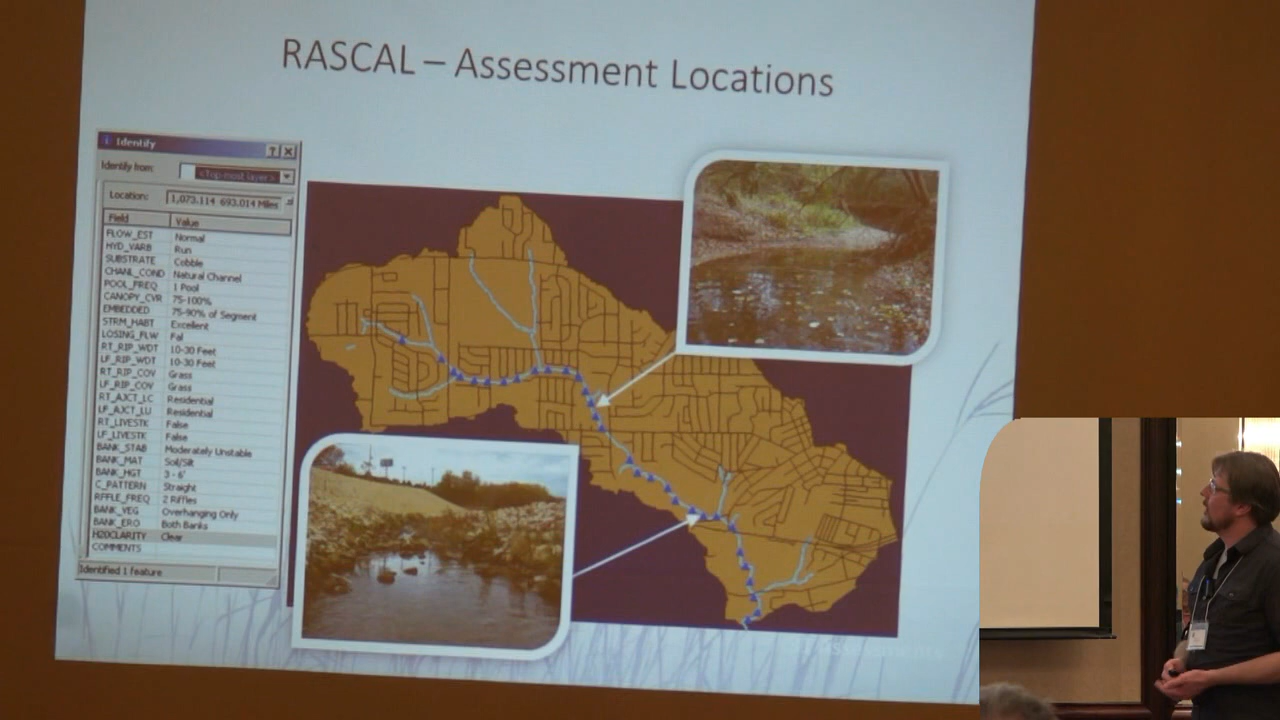 RASCAL – Assessment Locations
Identify
Identify from: <Top-most layer>
Location: 1,073.114 693.014 Miles
Field Value
FLOW_EST Normal
HYD_VARB Run
SUBSTRATE Cobble
CHANL_COND Natural Channel
POOL_FREQ 1 Pool
CANOPY_CVR 75-100%
EMBEDDED 75-90% of Segment
STRM_HABT Excellent
LOSING_FLW Fal
RT_RIP_WDT 10-30 Feet
LF_RIP_WDT 10-30 Feet
RT_RIP_COV Grass
LF_RIP_COV Grass
RT_AJCT_LC Residential
LF_AJCT_LU Residential
RT_LIVESTK False
LF_LIVESTK False
BANK_STAB Moderately Unstable
BANK_MAT Soil/Silt
BANK_HGT 3 - 6'
C_PATTERN Straight
RFFLE_FREQ 2 Riffles
BANK_VEG Overhanging Only
BANK_ERO Both Banks
H2OCLARITY Clear
COMMENTS
Identified 1 feature